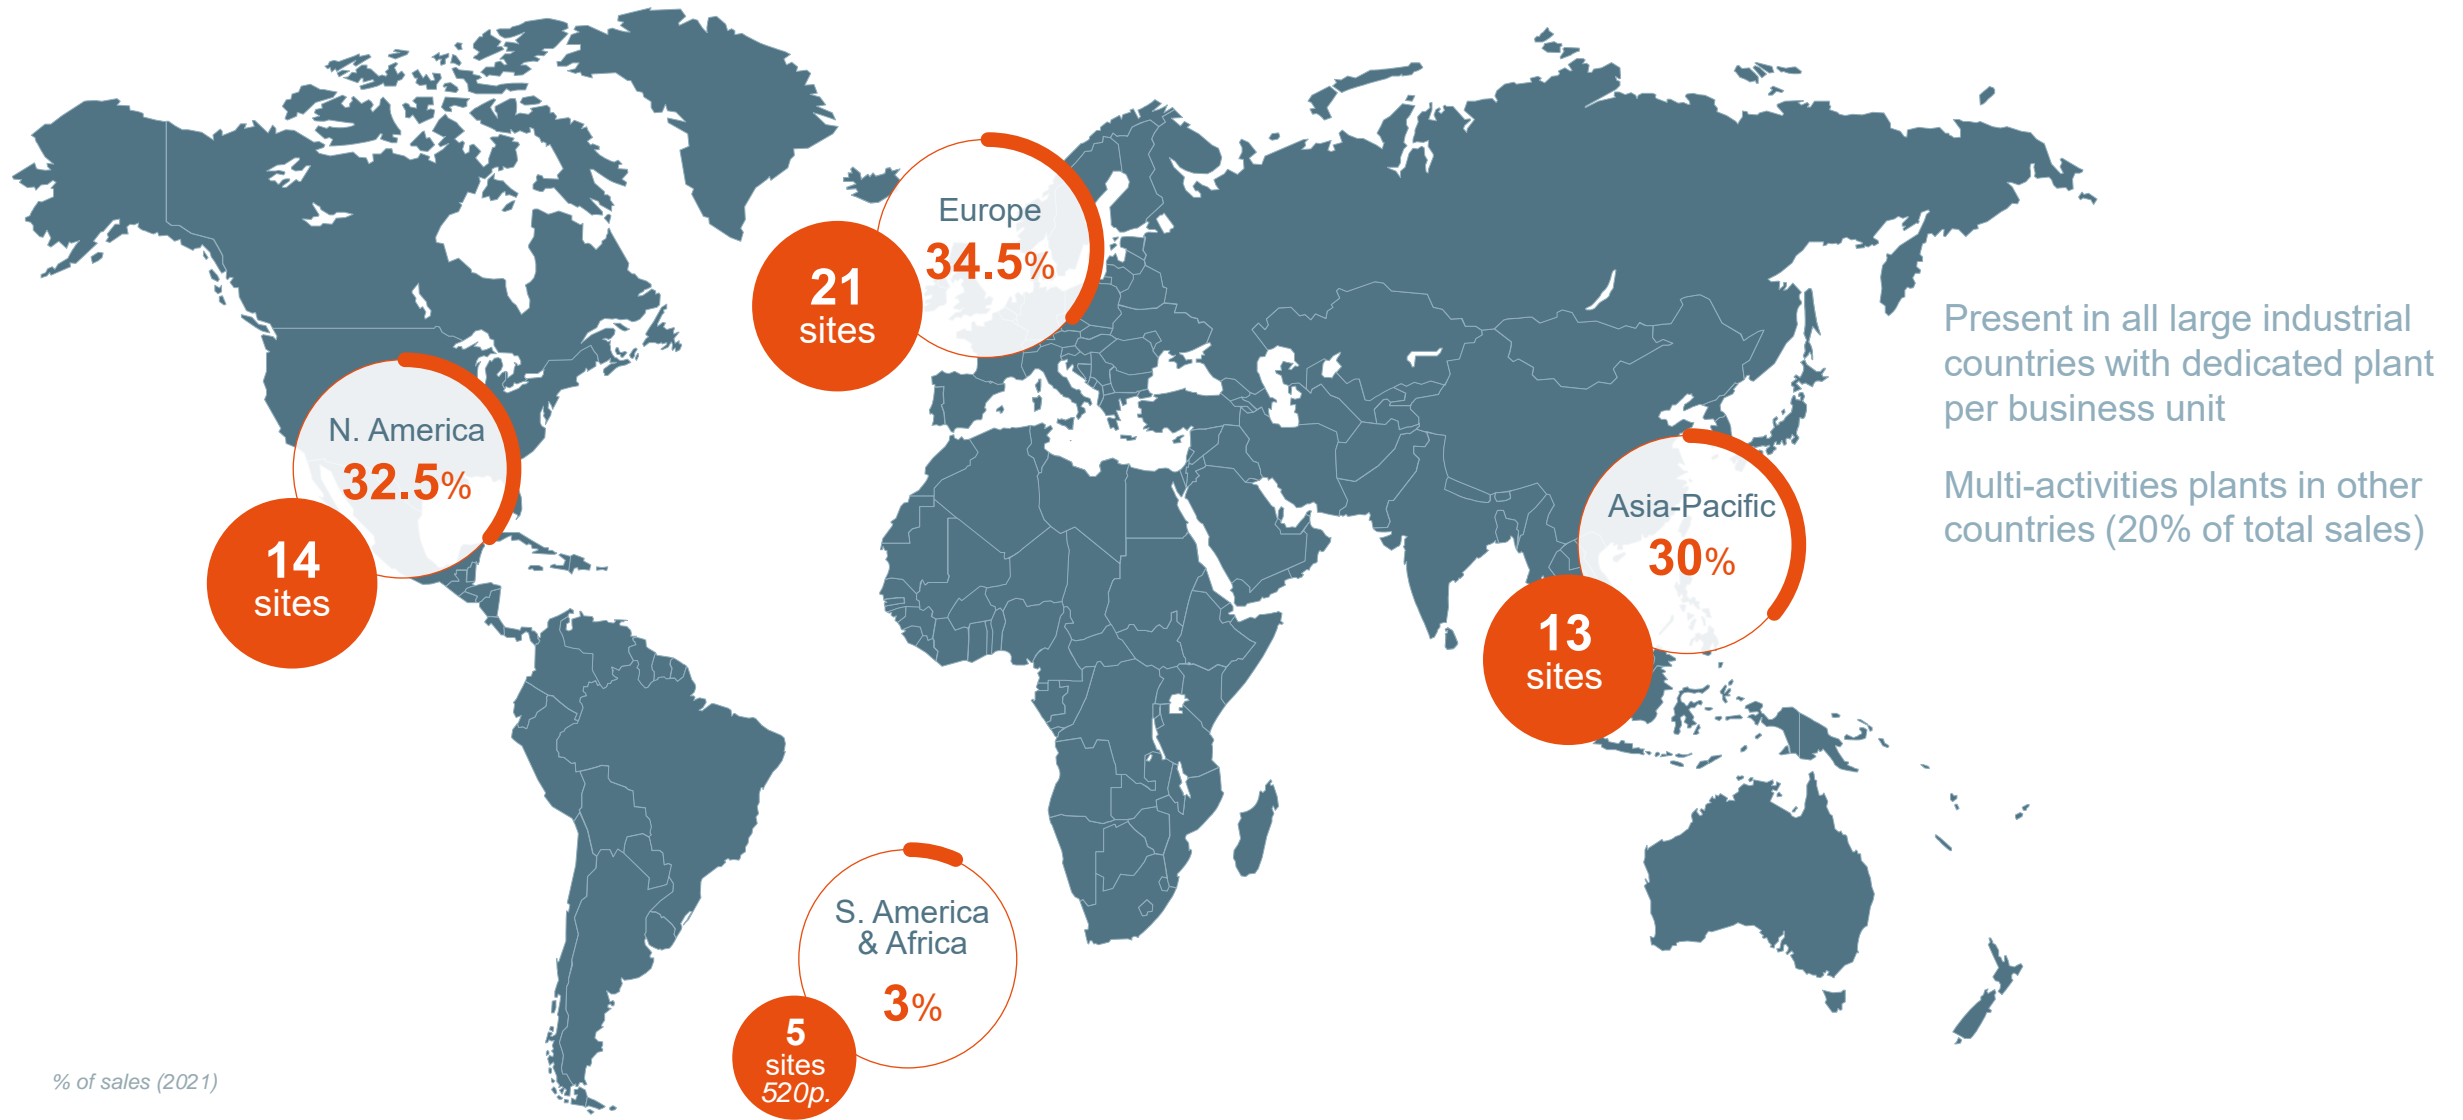 Europe
34.5%
21
sites
N. America
32.5%
14
sites
Asia-Pacific
30%
13
sites
S. America
& Africa
3%
5
sites
520p.
Present in all large industrial
countries with dedicated plant
per business unit
Multi-activities plants in other
countries (20% of total sales)
% of sales (2021)